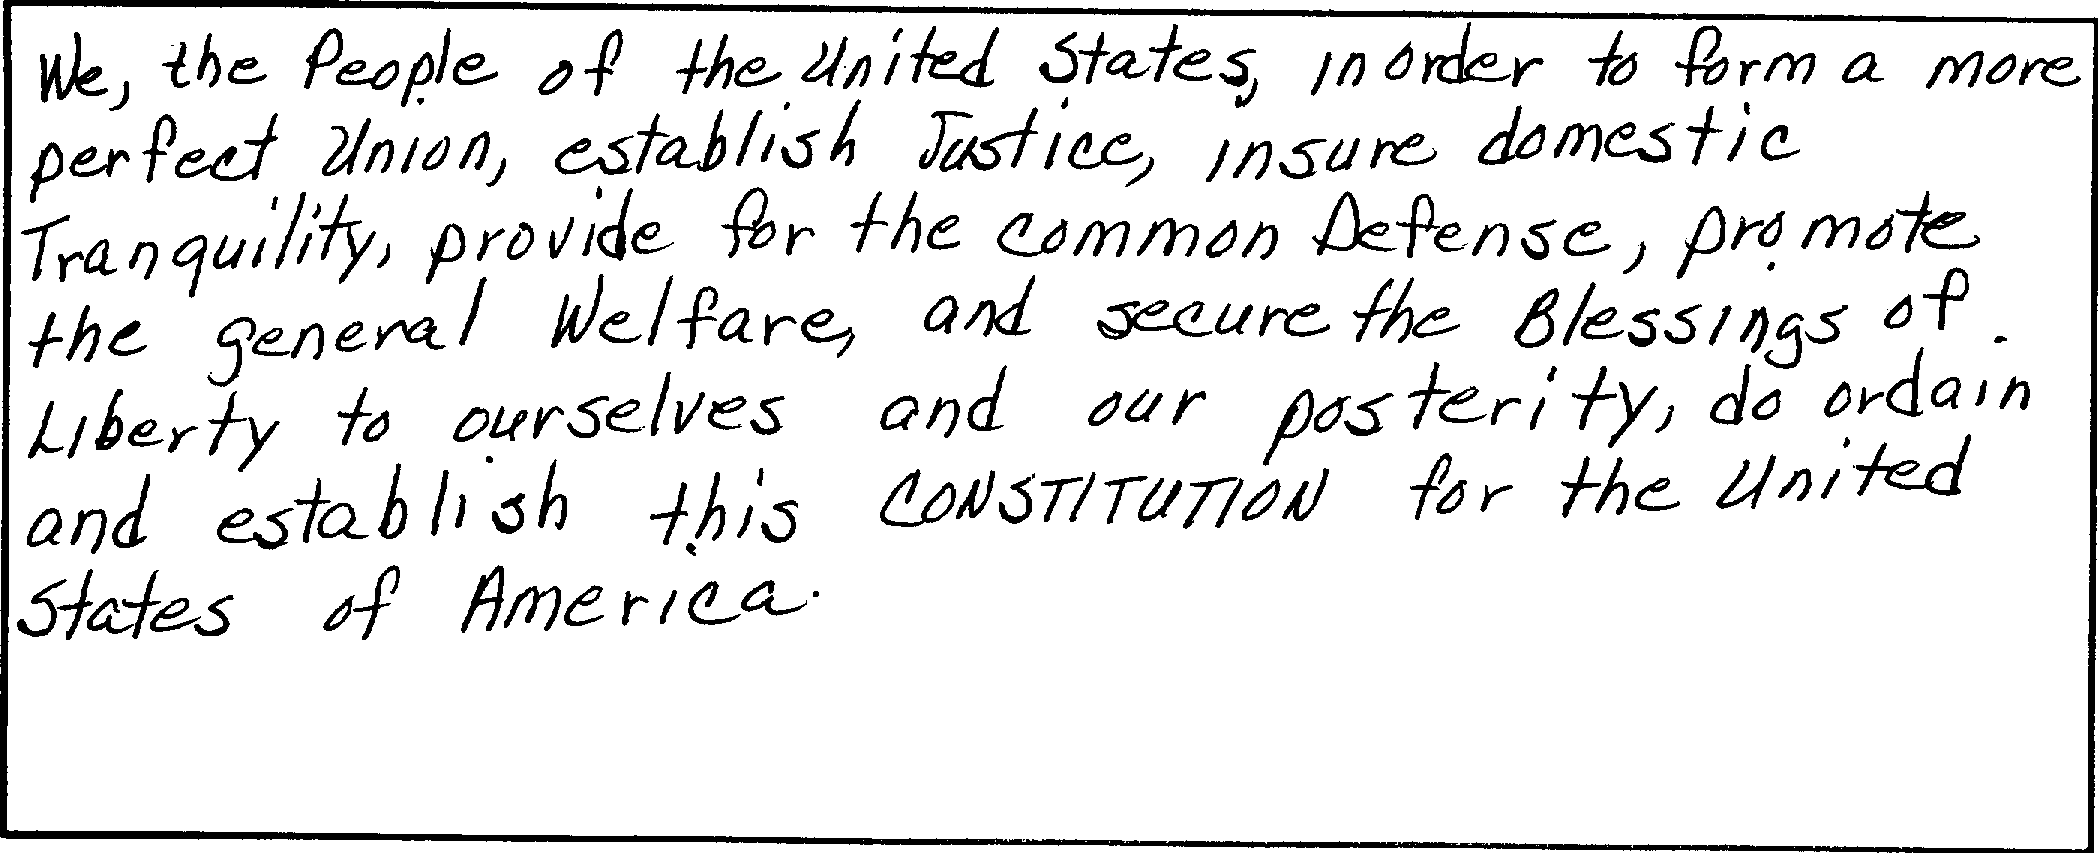 We, the People of the United States, in order to form a more
perfect Union, establish Justice, insure domestic
Tranquility, provide for the common Defense, promote
the general Welfare, and secure the Blessings of
Liberty to ourselves and our posterity, do ordain
and establish this CONSTITUTION for the United
States of America.